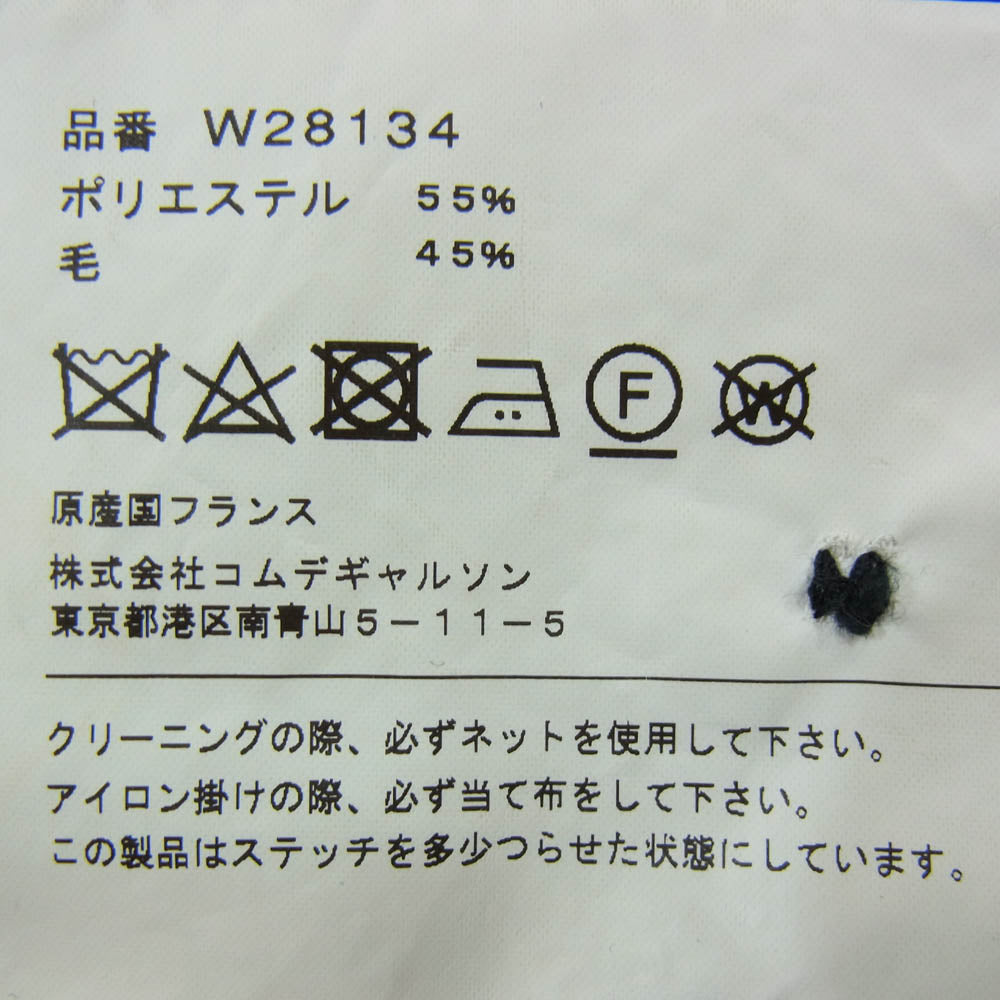 品番 W28134
ポリエステル 55%
毛 45%
F W
原産国フランス
株式会社コムデギャルソン
東京都港区南青山5-11-5
クリーニングの際、必ずネットを使用して下さい。
アイロン掛けの際、必ず当て布をして下さい。
この製品はステッチを多少つらせた状態にしています。